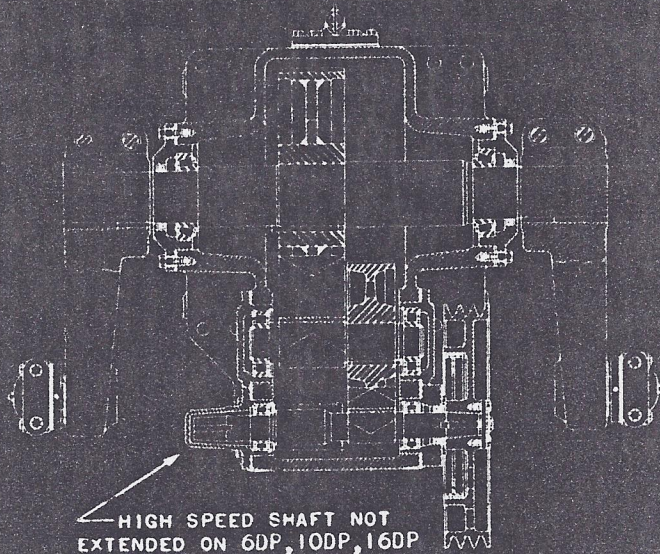 HIGH SPEED SHAFT NOT
EXTENDED ON 6DP, 10DP, 16DP